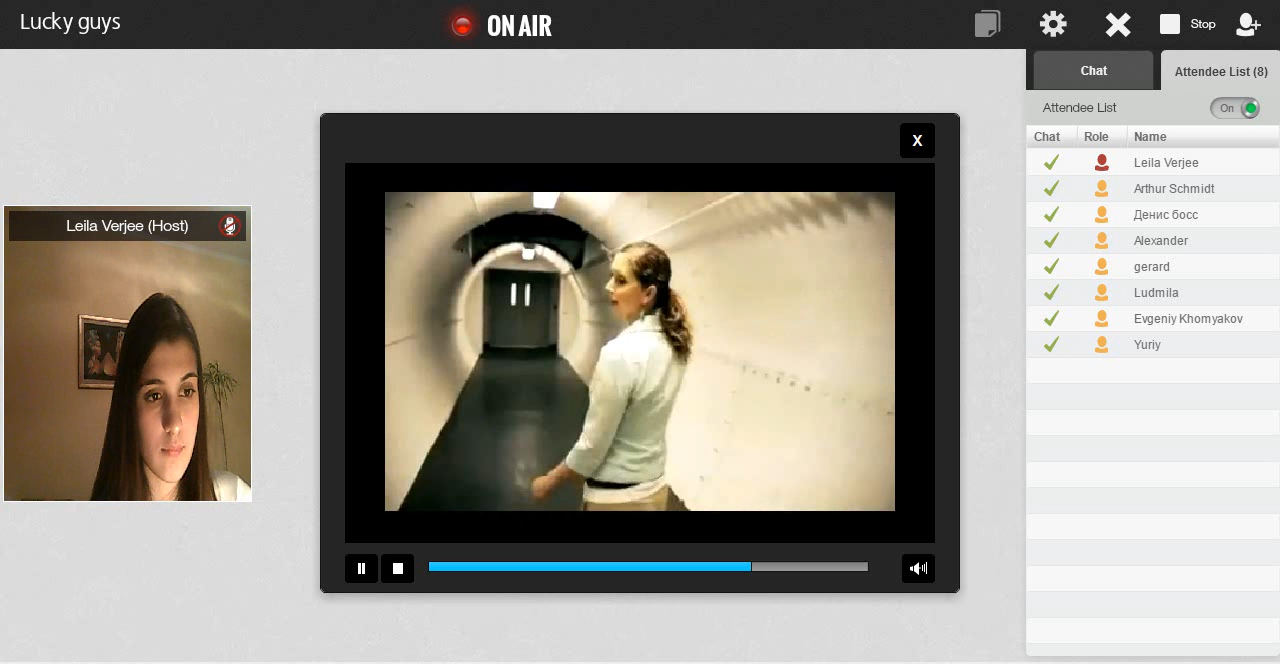 Lucky guys
ON AIR
Stop
Chat
Attendee List (8)
Attendee List
On
Chat Role Name
Leila Verjee
Arthur Schmidt
Денис босс
Alexander
gerard
Ludmila
Evgeniy Khomyakov
Yuriy
Leila Verjee (Host)
X